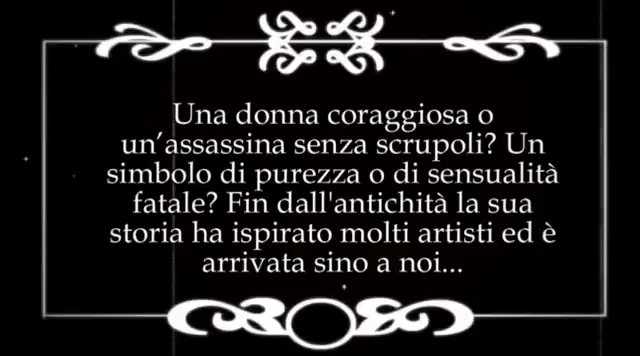 Una donna coraggiosa o
un’assassina senza scrupoli? Un
simbolo di purezza o di sensualità
fatale? Fin dall'antichità la sua
storia ha ispirato molti artisti ed è
arrivata sino a noi...